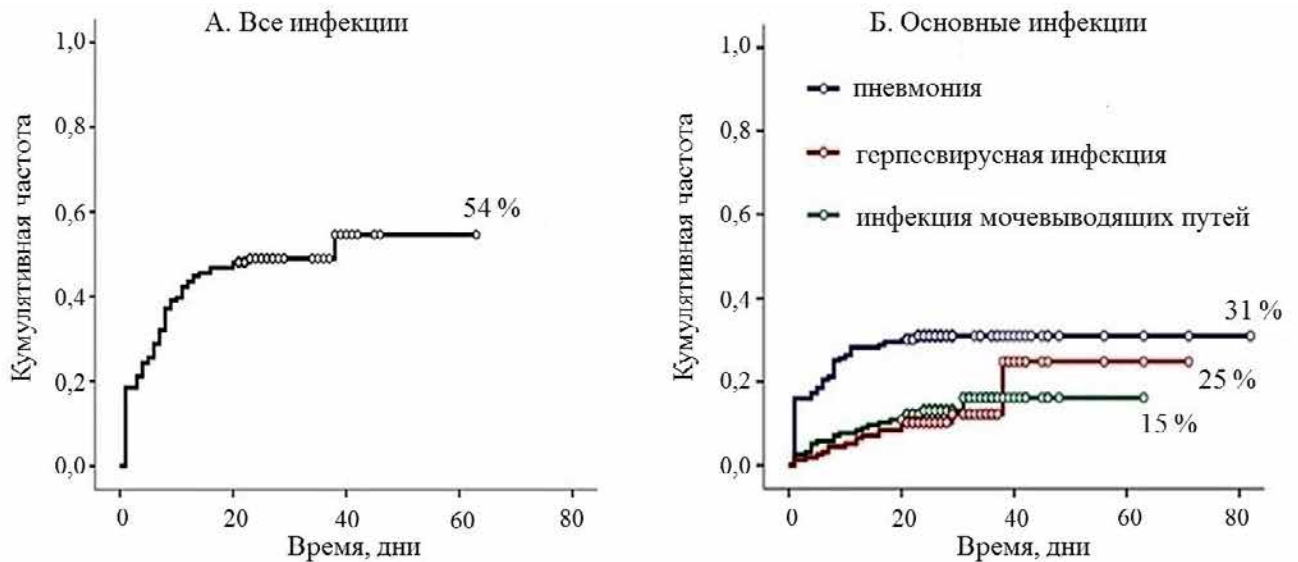 А. Все инфекции
Кумулятивная частота
1,0
0,8
0,6
0,4
0,2
0,0
54 %
0 20 40 60 80
Время, дни
Б. Основные инфекции
Кумулятивная частота
1,0
0,8
0,6
0,4
0,2
0,0
пневмония
герпесвирусная инфекция
инфекция мочевыводящих путей
31 %
25 %
15 %
0 20 40 60 80
Время, дни